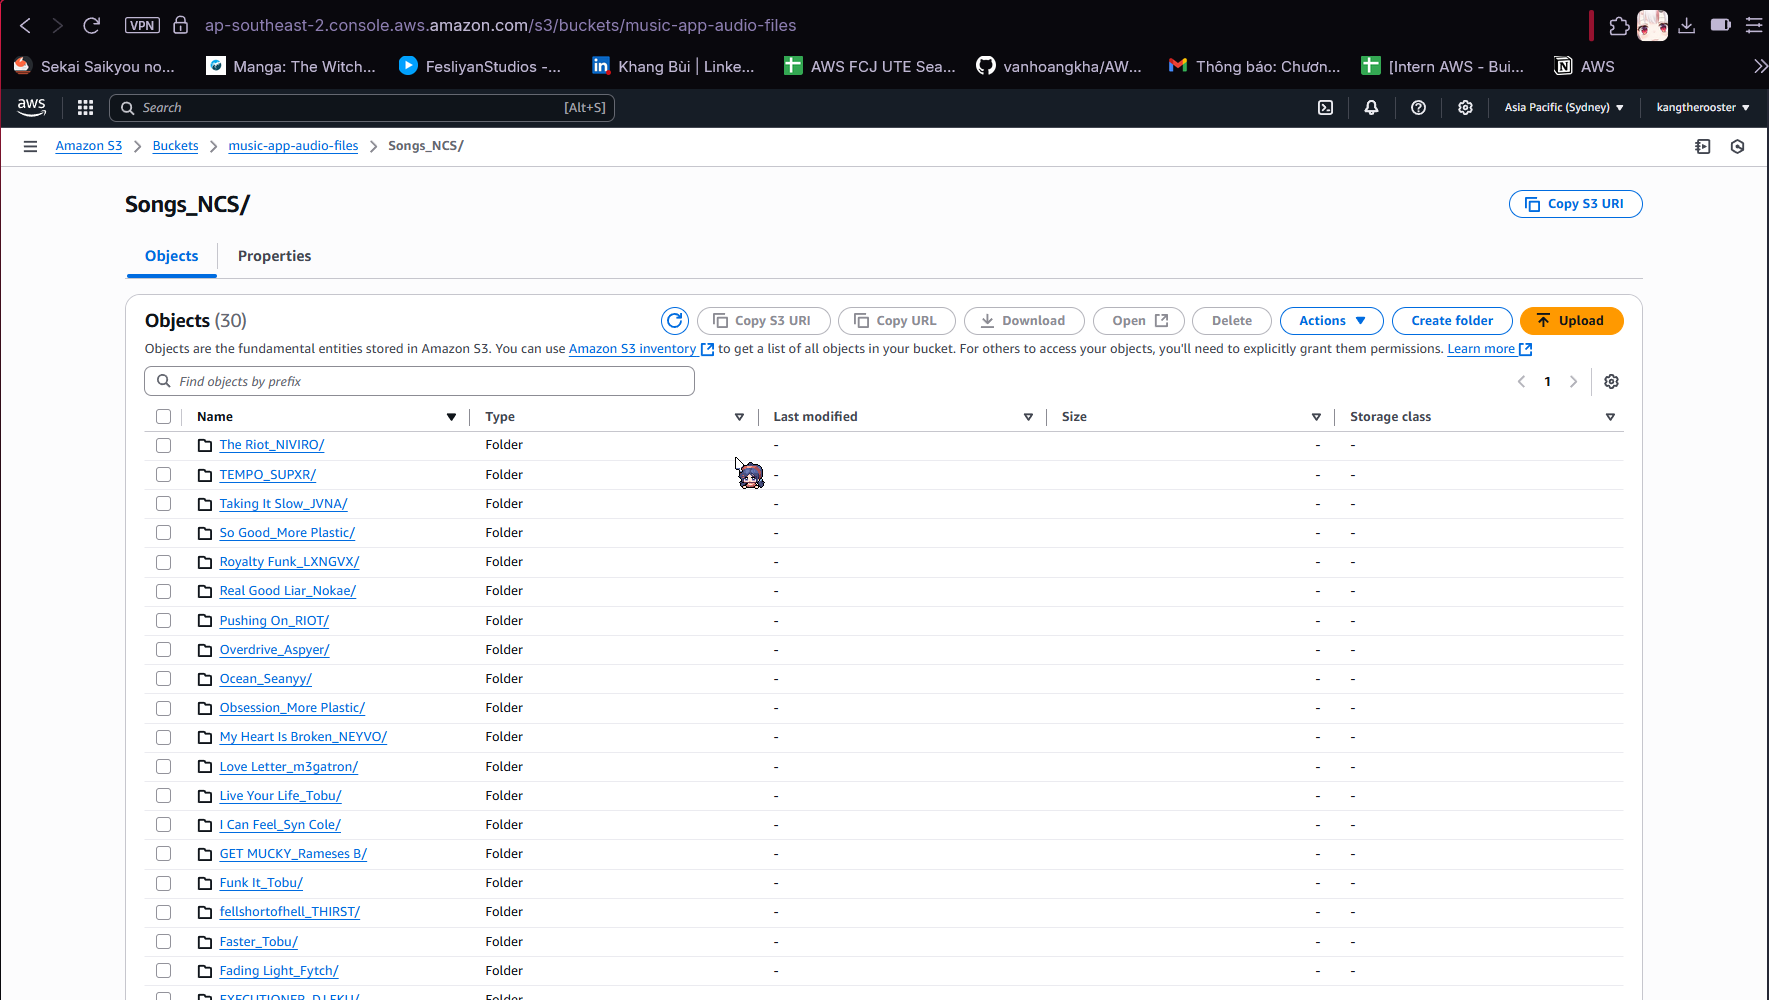 VPN ap-southeast-2.console.aws.amazon.com/s3/buckets/music-app-audio-files
Sekai Saikyou no... Manga: The Witch... FesliyanStudios -... Khang Bùi | Linke... AWS FCJ UTE Sea... vanhoangkha/AW... Thông báo: Chươn... [Intern AWS - Bui... AWS
aws Search [Alt+S] Asia Pacific (Sydney) kangtherooster
Amazon S3 Buckets music-app-audio-files Songs_NCS/
Songs_NCS/ Copy S3 URI
Objects Properties
Objects (30) Copy S3 URI Copy URL Download Open Delete Actions Create folder Upload
Objects are the fundamental entities stored in Amazon S3. You can use Amazon S3 inventory to get a list of all objects in your bucket. For others to access your objects, you'll need to explicitly grant them permissions. Learn more
Find objects by prefix 1
Name Type Last modified Size Storage class
The Riot_NIVIRO/ Folder - - -
TEMPO_SUPXR/ Folder - - -
Taking It Slow_JVNA/ Folder - - -
So Good_More Plastic/ Folder - - -
Royalty Funk_LXNGVX/ Folder - - -
Real Good Liar_Nokae/ Folder - - -
Pushing On_RIOT/ Folder - - -
Overdrive_Aspyer/ Folder - - -
Ocean_Seanyy/ Folder - - -
Obsession_More Plastic/ Folder - - -
My Heart Is Broken_NEYVO/ Folder - - -
Love Letter_m3gatron/ Folder - - -
Live Your Life_Tobu/ Folder - - -
I Can Feel_Syn Cole/ Folder - - -
GET MUCKY_Rameses B/ Folder - - -
Funk It_Tobu/ Folder - - -
fellshortofhell_THIRST/ Folder - - -
Faster_Tobu/ Folder - - -
Fading Light_Fytch/ Folder - - -
EXECUTIONER_DJ FKU/ Folder - - -